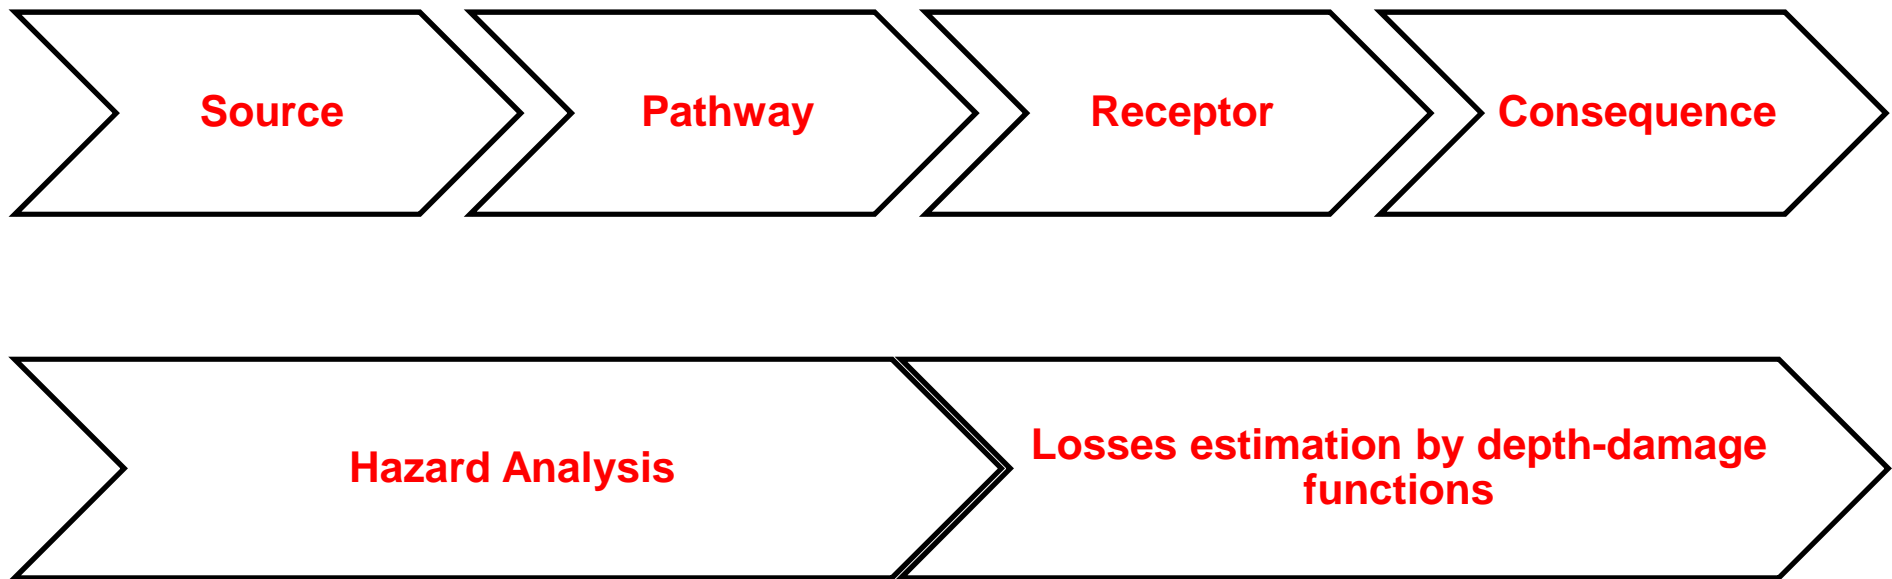 Source
Pathway
Receptor
Consequence
Hazard Analysis
Losses estimation by depth-damage
functions